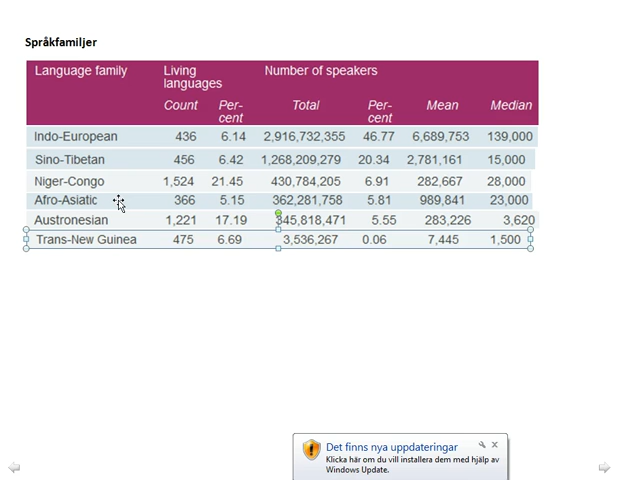 Språkfamiljer
Language family Living languages Number of speakers
Count Per-cent Total Per-cent Mean Median
Indo-European 436 6.14 2,916,732,355 46.77 6,689,753 139,000
Sino-Tibetan 456 6.42 1,268,209,279 20.34 2,781,161 15,000
Niger-Congo 1,524 21.45 430,784,205 6.91 282,667 28,000
Afro-Asiatic 366 5.15 362,281,758 5.81 989,841 23,000
Austronesian 1,221 17.19 345,818,471 5.55 283,226 3,620
Trans-New Guinea 475 6.69 3,536,267 0.06 7,445 1,500
Det finns nya uppdateringar
Klicka här om du vill installera dem med hjälp av
Windows Update.